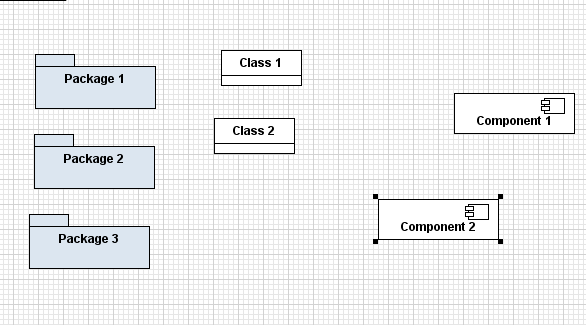 Package 1
Class 1
Component 1
Package 2
Class 2
Component 2
Package 3